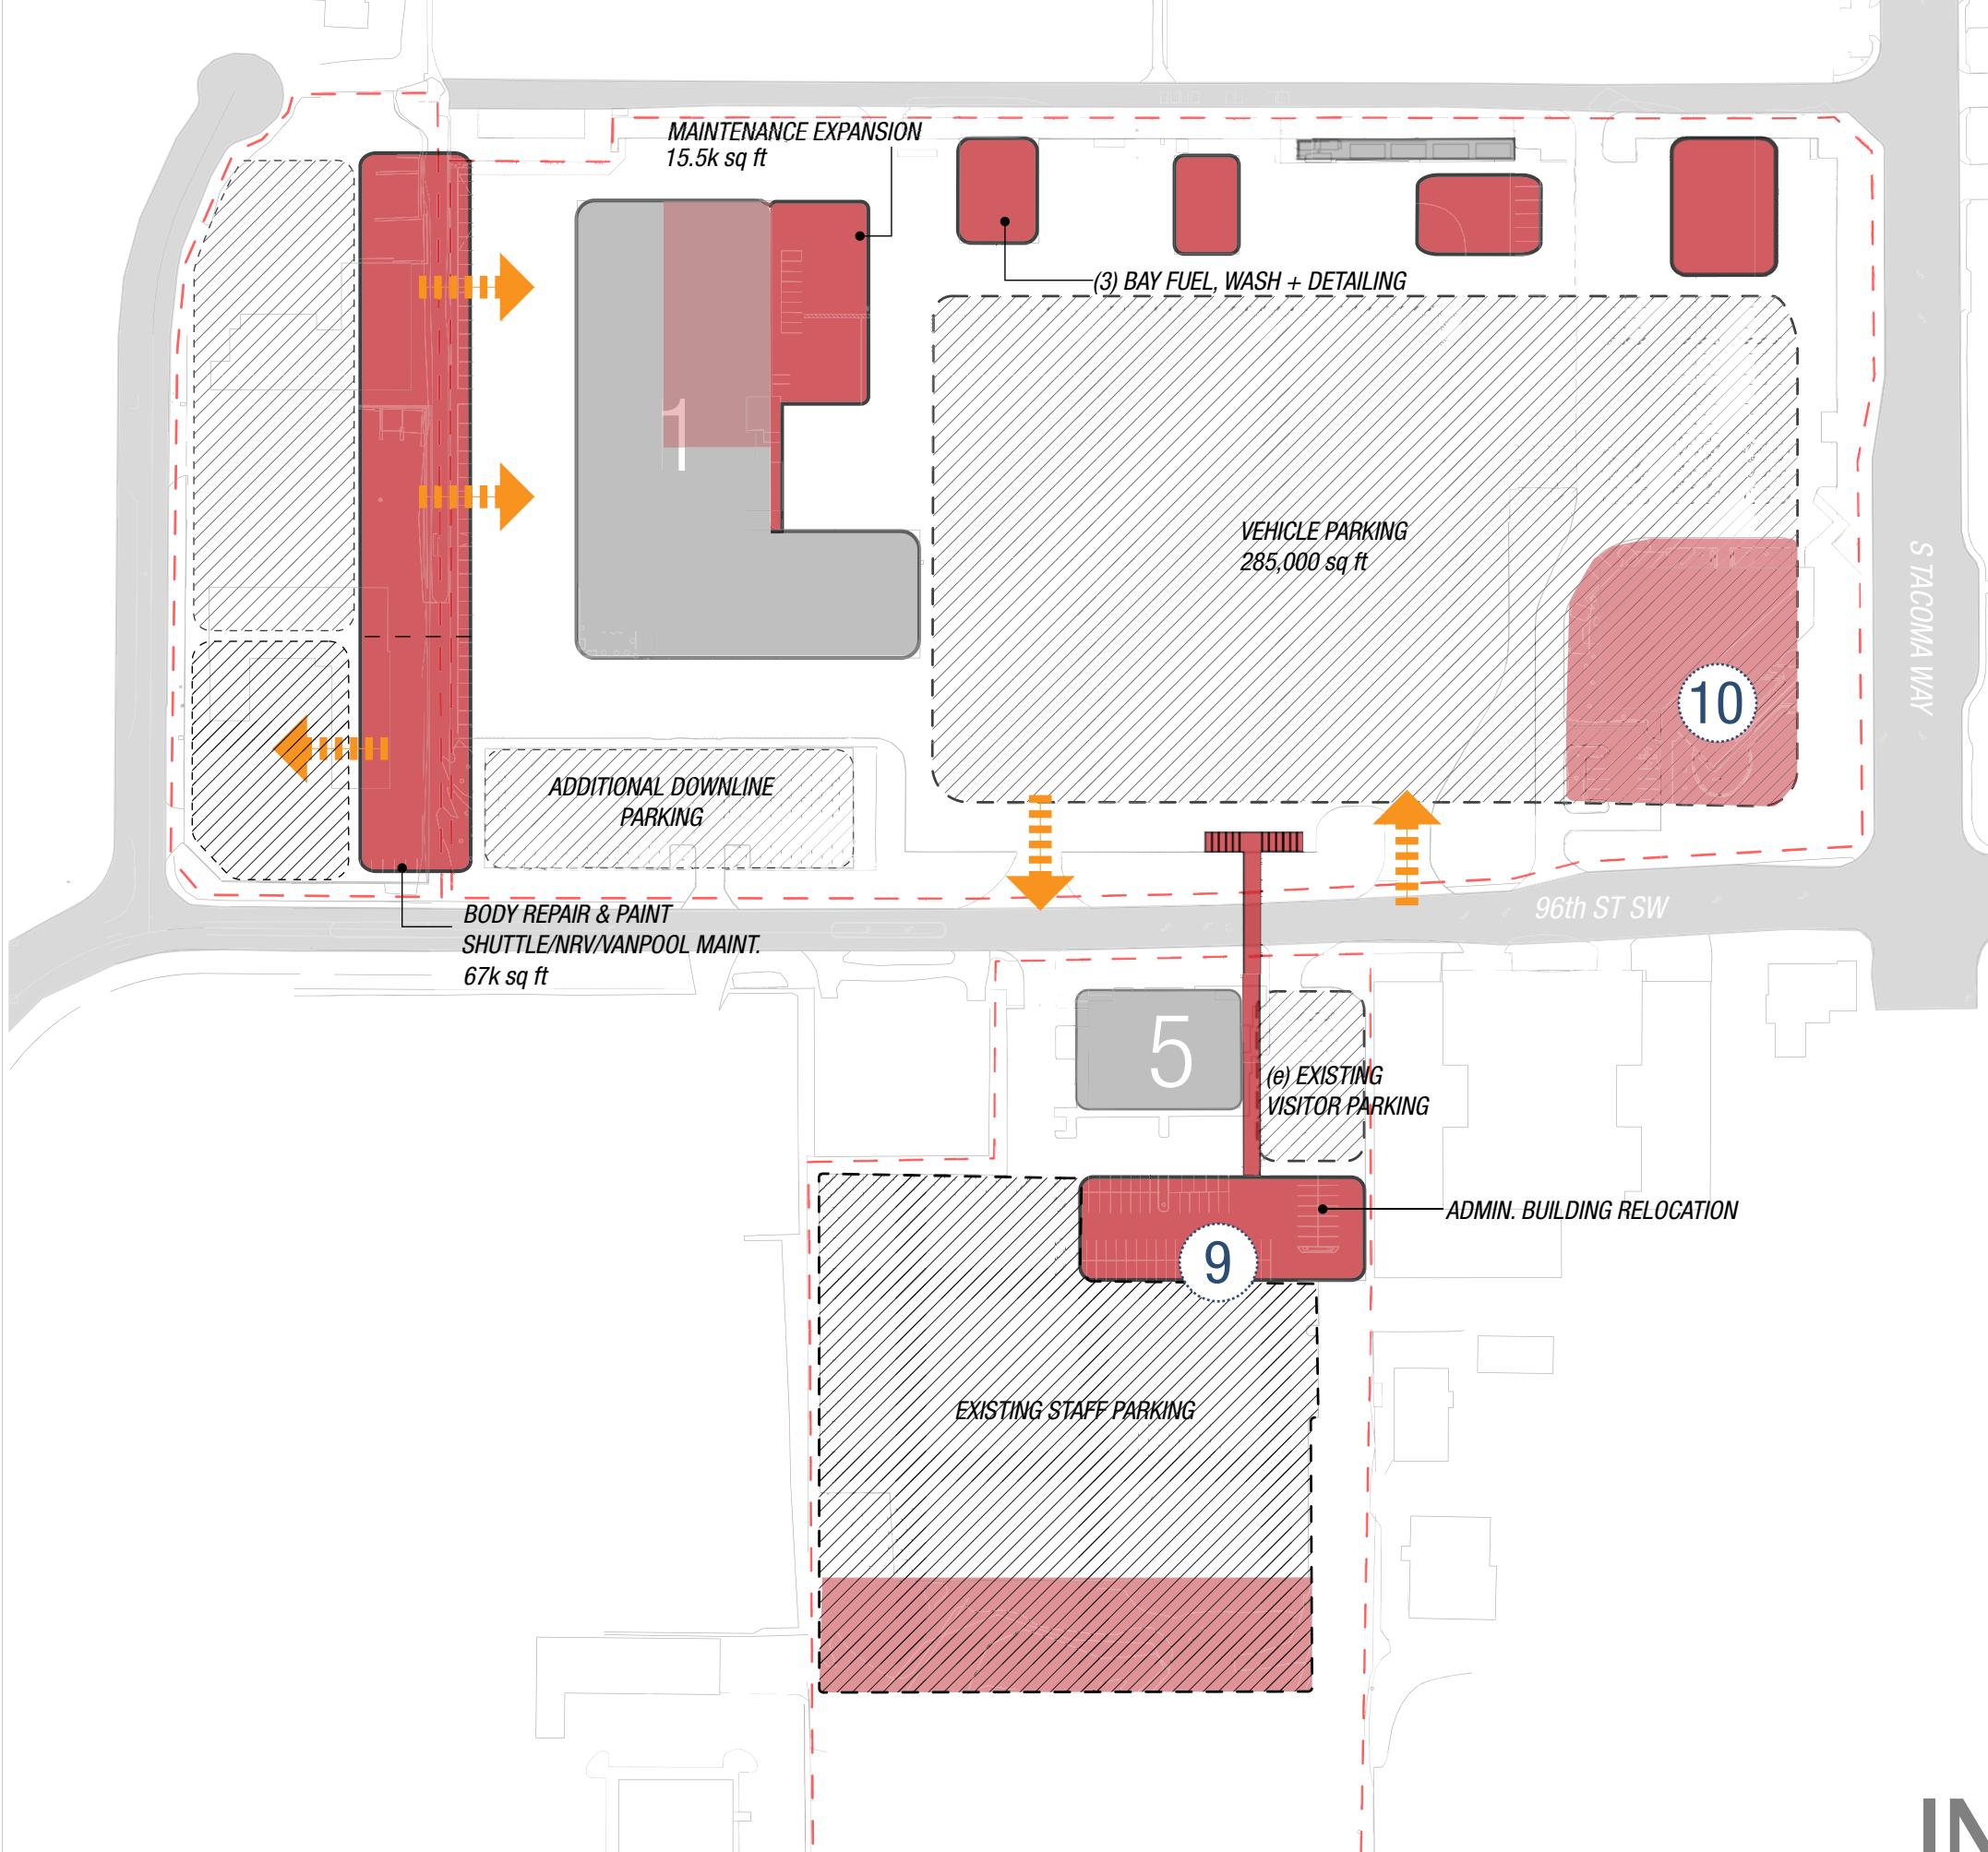 MAINTENANCE EXPANSION
15.5k sq ft
(3) BAY FUEL, WASH + DETAILING
1
VEHICLE PARKING
285,000 sq ft
S TACOMA WAY
10
ADDITIONAL DOWNLINE
PARKING
96th ST SW
BODY REPAIR & PAINT
SHUTTLE/NRV/VANPOOL MAINT.
67k sq ft
5
(e) EXISTING
VISITOR PARKING
ADMIN. BUILDING RELOCATION
9
EXISTING STAFF PARKING
IN